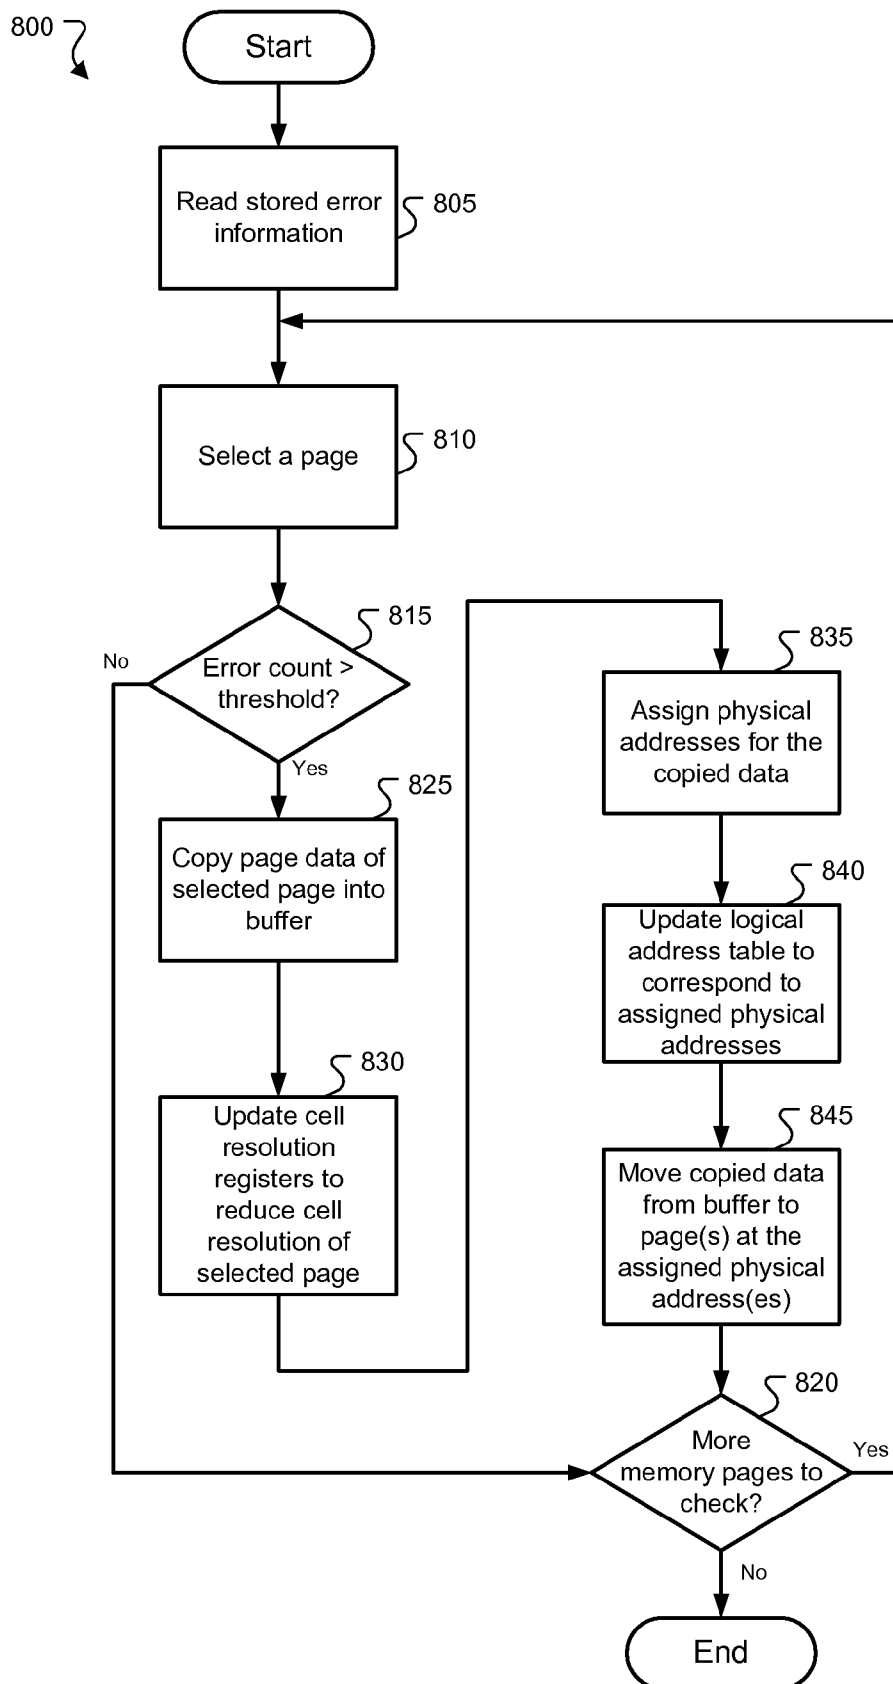 800
Start
Read stored error
information
805
Select a page
810
815
Error count >
threshold?
No
Yes
825
Copy page data of
selected page into
buffer
830
Update cell
resolution
registers to
reduce cell
resolution of
selected page
835
Assign physical
addresses for the
copied data
840
Update logical
address table to
correspond to
assigned physical
addresses
845
Move copied data
from buffer to
page(s) at the
assigned physical
address(es)
820
More
memory pages to
check?
Yes
No
End